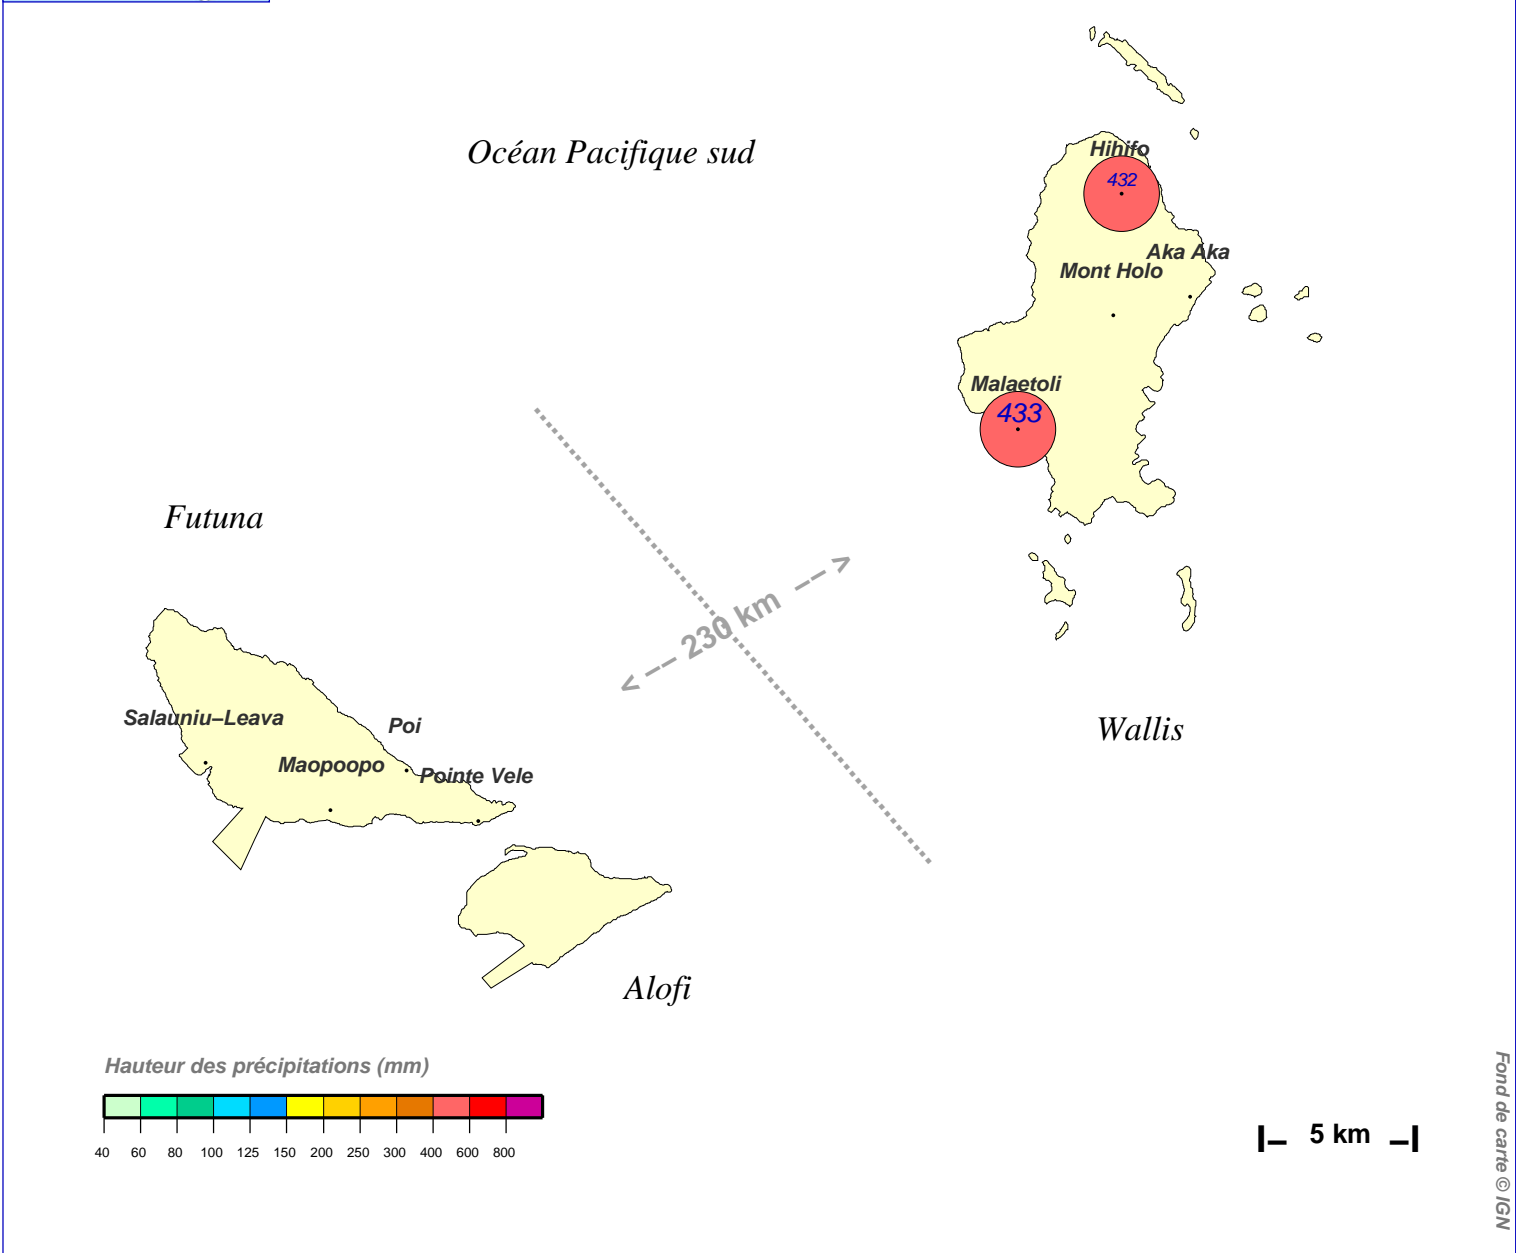 Océan Pacifique sud
Hihifo
432
Aka Aka
Mont Holo
Malaetoli
433
Futuna
230 km
Salauniu–Leava
Poi
Wallis
Maopoopo
Pointe Vele
Alofi
Hauteur des précipitations (mm)
40 60 80 100 125 150 200 250 300 400 600 800
5 km
Fond de carte © IGN